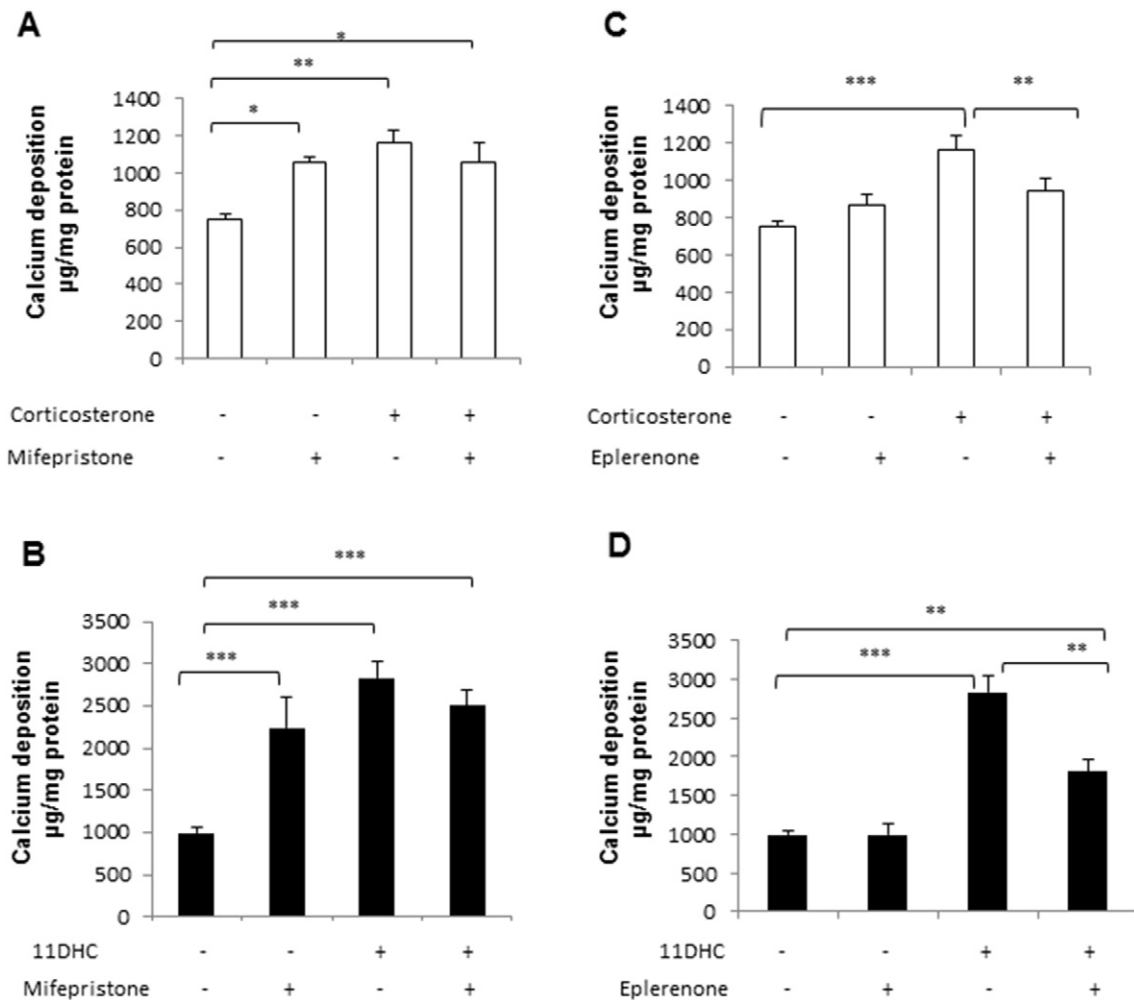 A
*
**
*
1400
1200
1000
800
600
400
200
0
Calcium deposition
µg/mg protein
Corticosterone - - + +
Mifepristone - + - +
C
*** **
1400
1200
1000
800
600
400
200
0
Calcium deposition
µg/mg protein
Corticosterone - - + +
Eplerenone - + - +
B
***
***
***
3500
3000
2500
2000
1500
1000
500
0
Calcium deposition
µg/mg protein
11DHC - - + +
Mifepristone - + - +
D
**
*** **
3500
3000
2500
2000
1500
1000
500
0
Calcium deposition
µg/mg protein
11DHC - - + +
Eplerenone - + - +